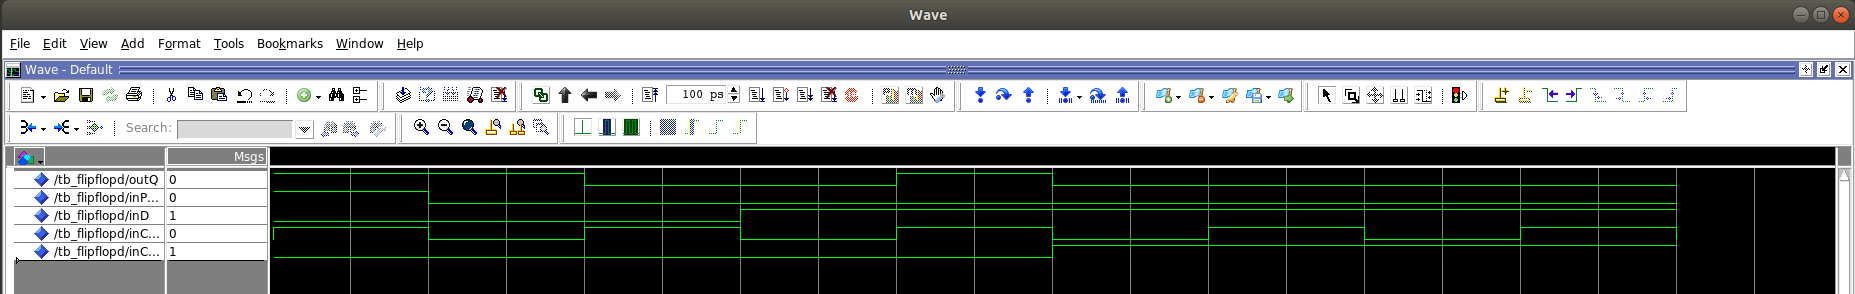 Wave
File Edit View Add Format Tools Bookmarks Window Help
Wave - Default
100 ps
Search:
Msgs
/tb_flipflopd/outQ 0
/tb_flipflopd/inP... 0
/tb_flipflopd/inD 1
/tb_flipflopd/inC... 0
/tb_flipflopd/inC... 1